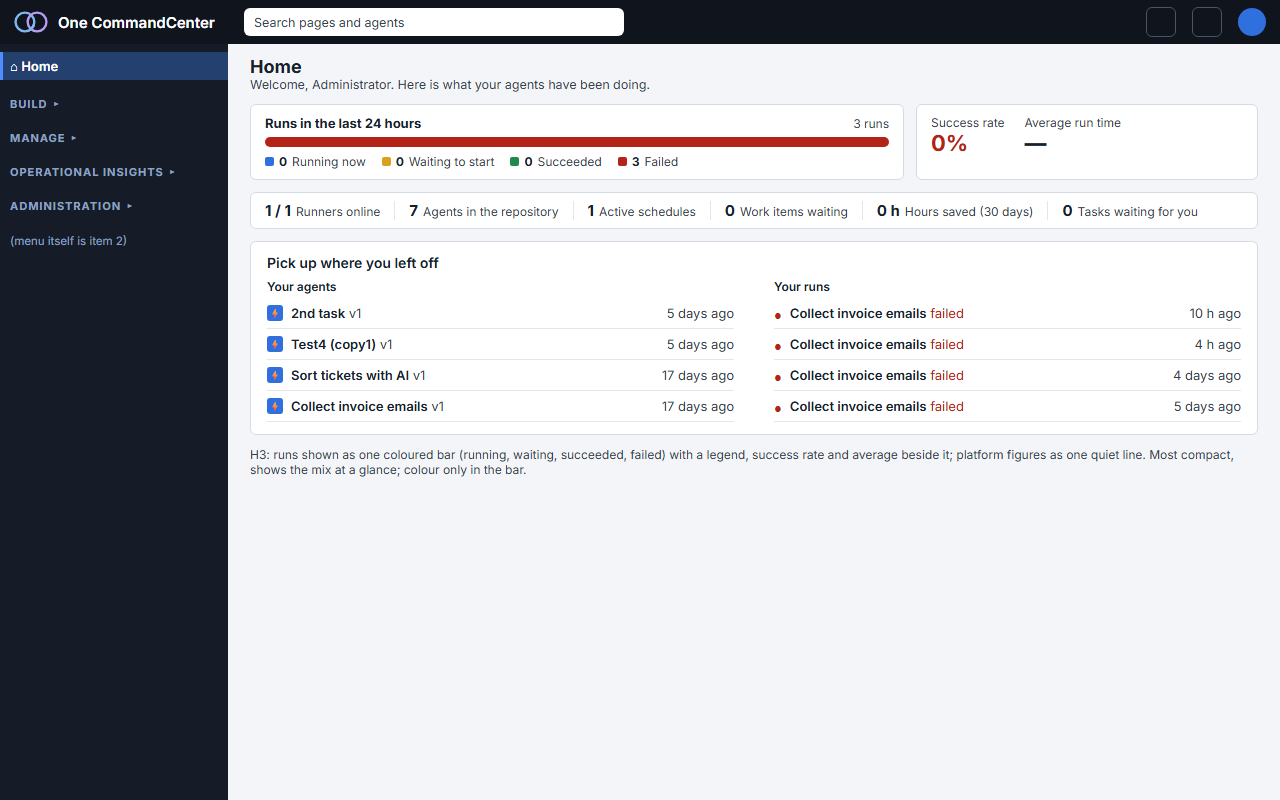 One CommandCenter
Search pages and agents
⌂ Home
BUILD ▸
MANAGE ▸
OPERATIONAL INSIGHTS ▸
ADMINISTRATION ▸
(menu itself is item 2)
Home
Welcome, Administrator. Here is what your agents have been doing.
Runs in the last 24 hours 3 runs
0 Running now 0 Waiting to start 0 Succeeded 3 Failed
Success rate Average run time
0% —
1 / 1 Runners online 7 Agents in the repository 1 Active schedules 0 Work items waiting 0 h Hours saved (30 days) 0 Tasks waiting for you
Pick up where you left off
Your agents
2nd task v1 5 days ago
Test4 (copy1) v1 5 days ago
Sort tickets with AI v1 17 days ago
Collect invoice emails v1 17 days ago
Your runs
Collect invoice emails failed 10 h ago
Collect invoice emails failed 4 h ago
Collect invoice emails failed 4 days ago
Collect invoice emails failed 5 days ago
H3: runs shown as one coloured bar (running, waiting, succeeded, failed) with a legend, success rate and average beside it; platform figures as one quiet line. Most compact,
shows the mix at a glance; colour only in the bar.